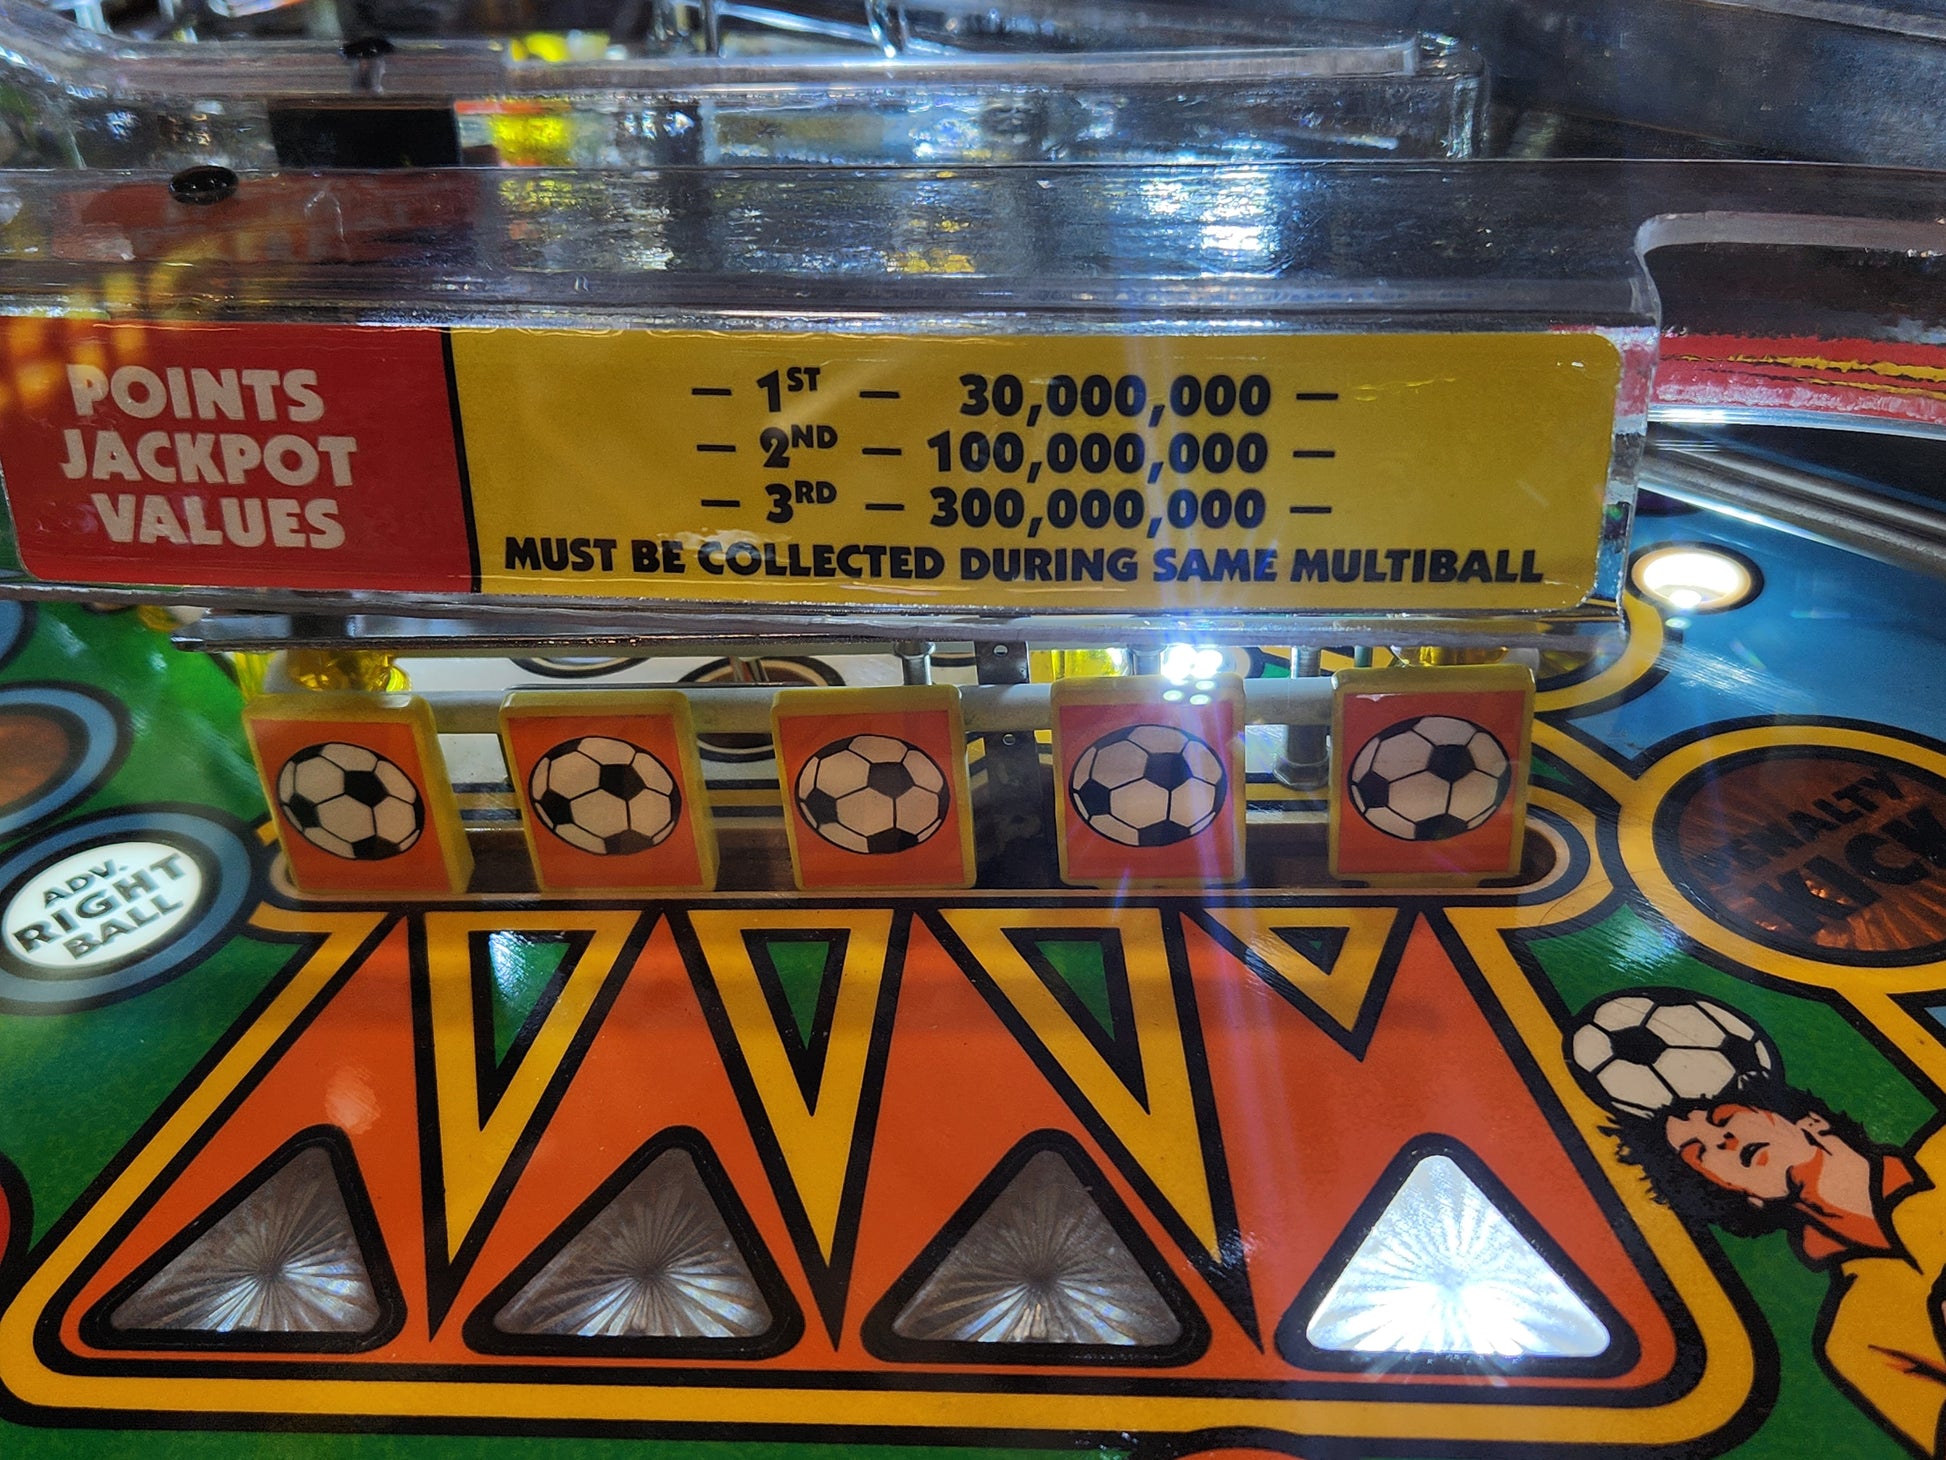 POINTS
JACKPOT
VALUES
— 1ST — 30,000,000 —
— 2ND — 100,000,000 —
— 3RD — 300,000,000 —
MUST BE COLLECTED DURING SAME MULTIBALL
ADV.
RIGHT
BALL
PENALTY
KICK